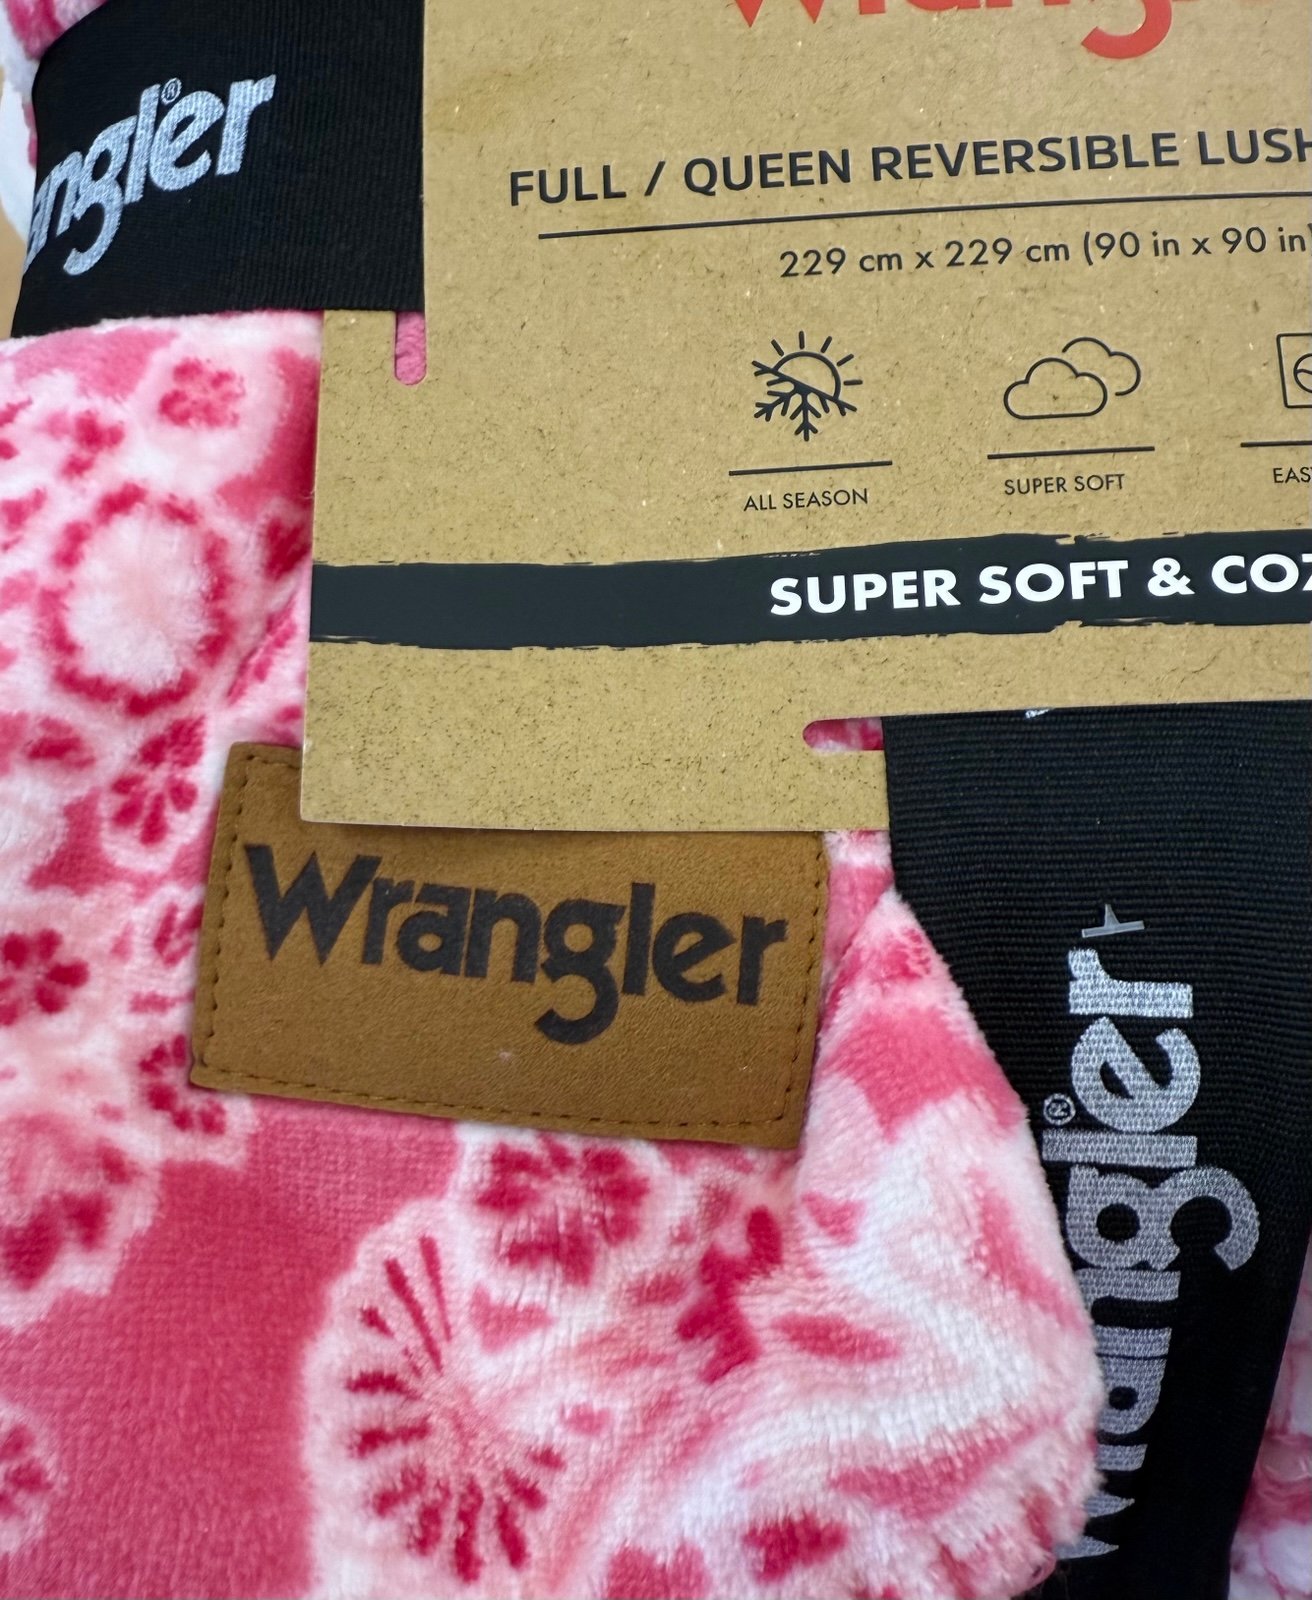 Wrangler
FULL / QUEEN REVERSIBLE LUSH
229 cm x 229 cm (90 in x 90 in)
ALL SEASON
SUPER SOFT
SUPER SOFT & COZ
Wrangler
angler®
Wrangler®
r